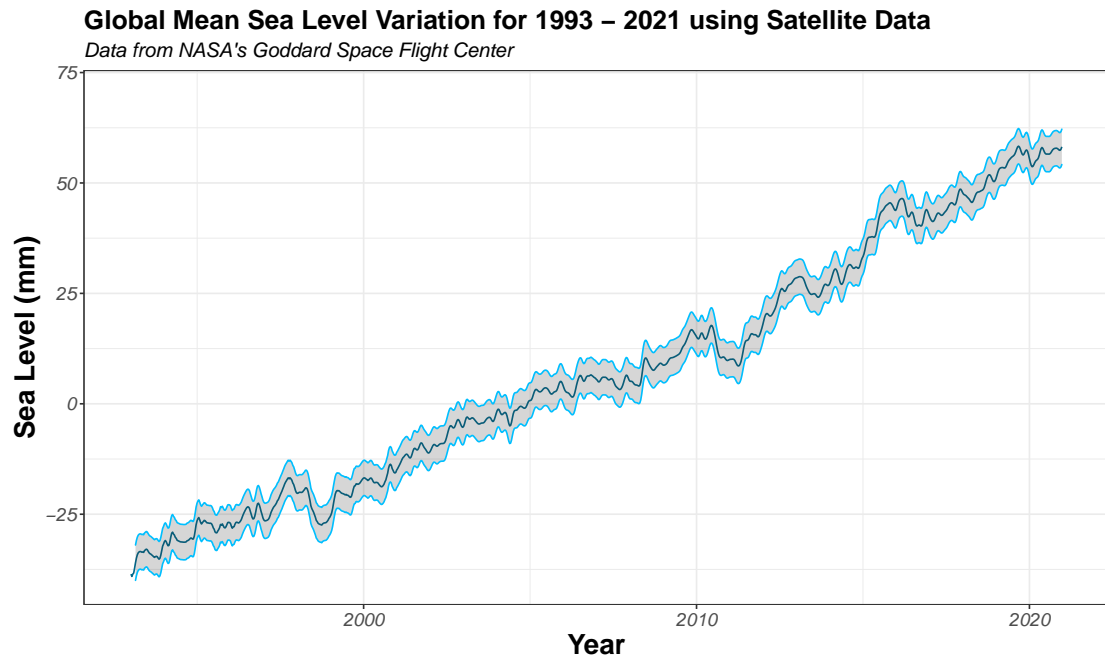 Global Mean Sea Level Variation for 1993 – 2021 using Satellite Data
Data from NASA's Goddard Space Flight Center
75
50
25
0
−25
Sea Level (mm)
2000
2010
2020
Year